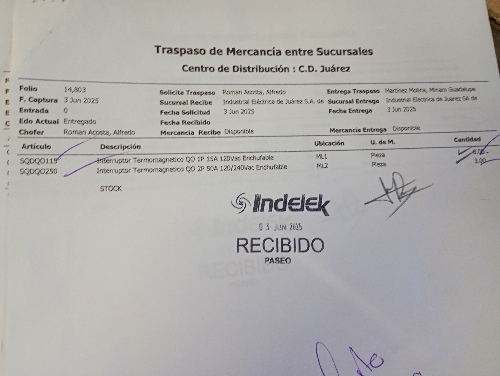 Traspaso de Mercancía entre Sucursales
Centro de Distribución : C.D. Juárez
Folio 14,803 Solicita Traspaso Roman Acosta, Alfredo Entrega Traspaso Martinez Molina, Miriam Guadalupe
F. Captura 3 Jun 2025 Sucursal Recibe Industrial Eléctrica de Juárez S.A. de Sucursal Entrega Industrial Eléctrica de Juárez SA de
Entrada 0 Fecha Solicitud 3 Jun 2025 Fecha Entrega 3 Jun 2025
Edo Actual Entregado Fecha Recibido
Chofer Roman Acosta, Alfredo Mercancia Recibe Disponible Mercancia Entrega Disponible
Artículo Descripción Ubicación U. de M. Cantidad
SQDQO115 Interruptor Termomagnetico QO 1P 15A 120Vac Enchufable ML1 Pieza
SQDQO250 Interruptor Termomagnetico QO 2P 50A 120/240Vac Enchufable ML2 Pieza 3.00
STOCK
Indelek
03 JUN 2025
RECIBIDO
PASEO